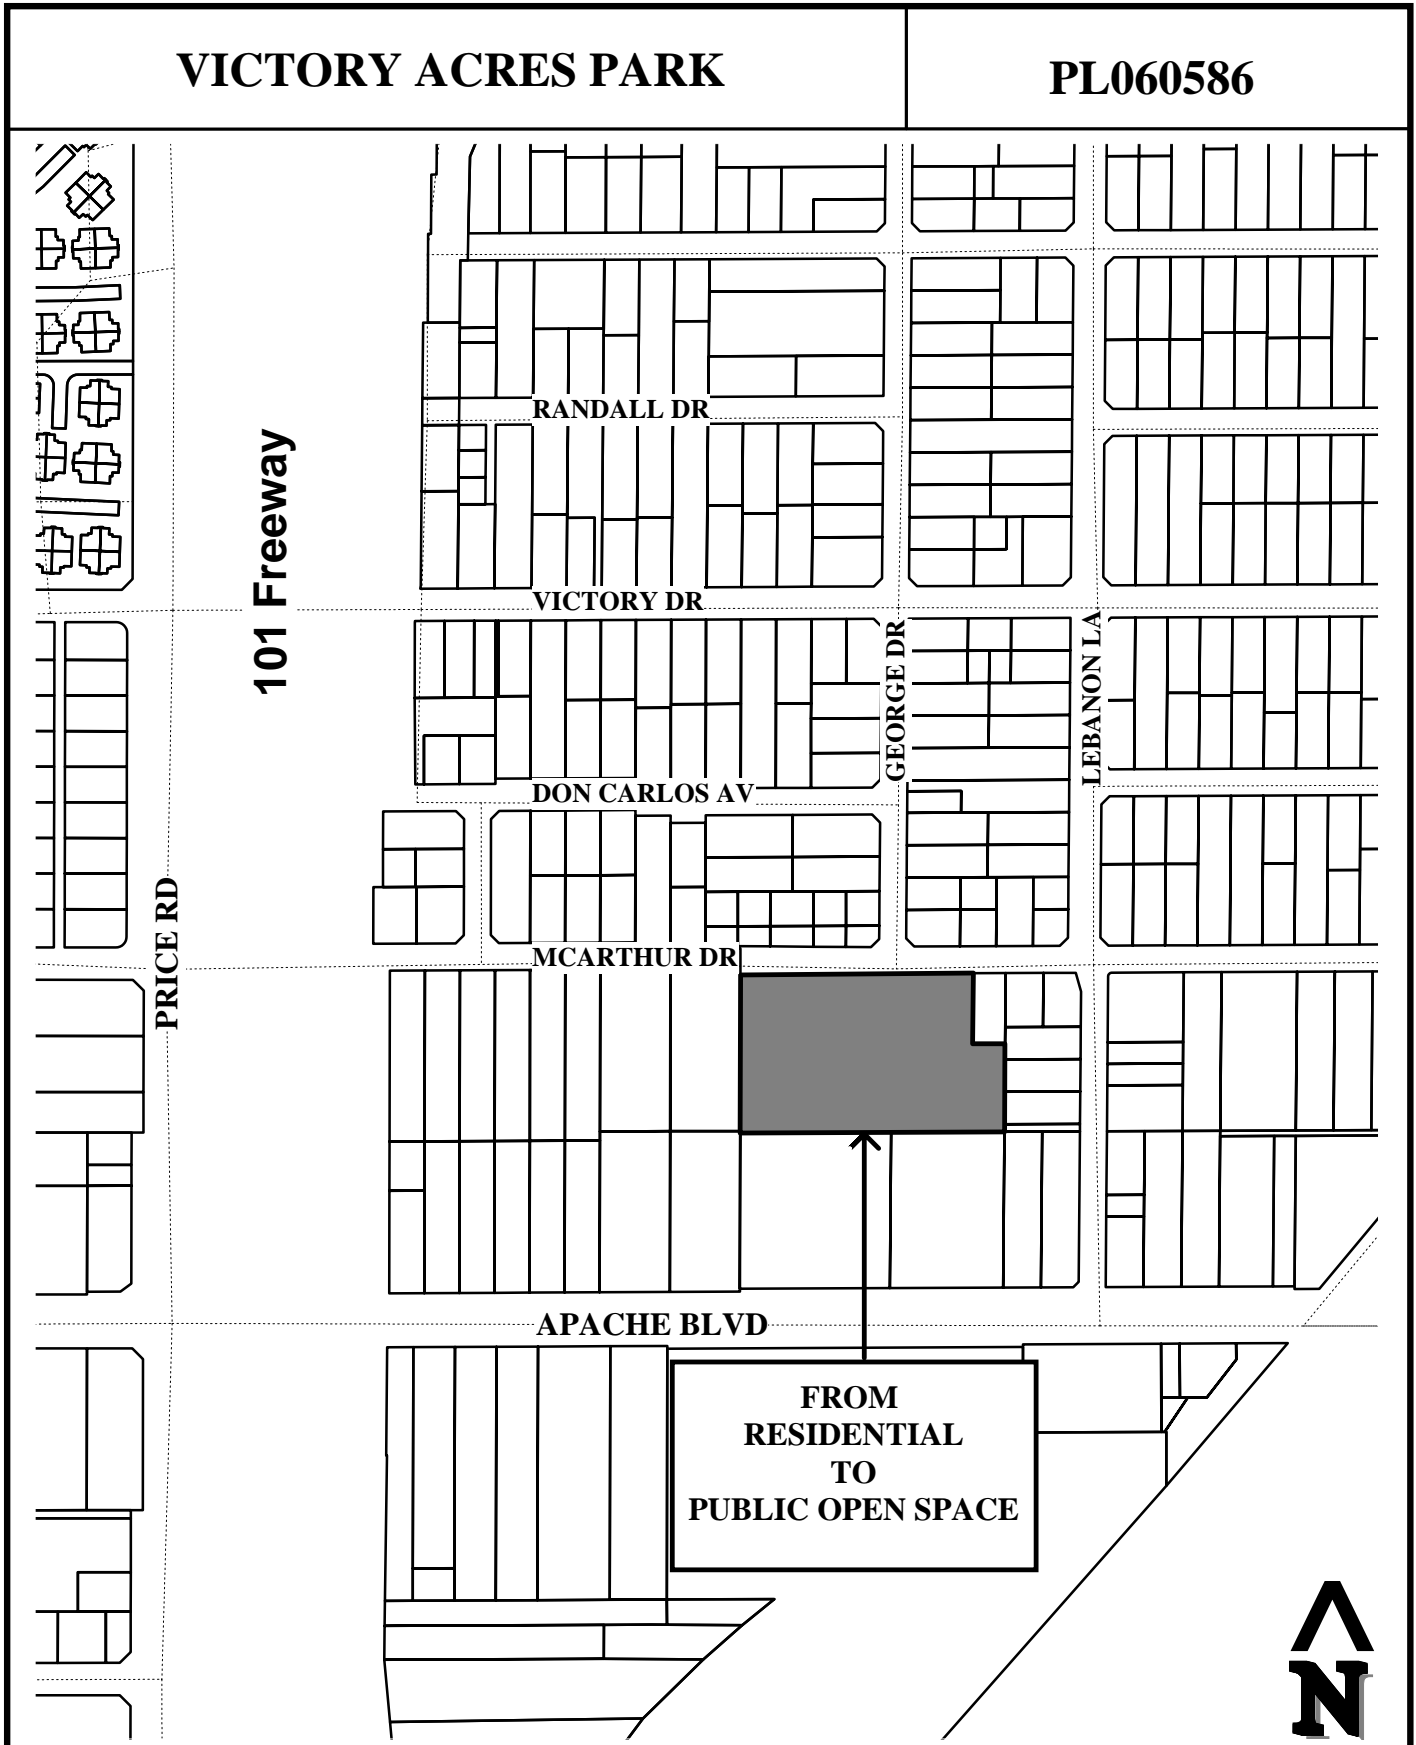 VICTORY ACRES PARK
PL060586
RANDALL DR
101 Freeway
VICTORY DR
GEORGE DR
LEBANON LA
DON CARLOS AV
PRICE RD
MCARTHUR DR
APACHE BLVD
FROM
RESIDENTIAL
TO
PUBLIC OPEN SPACE
N